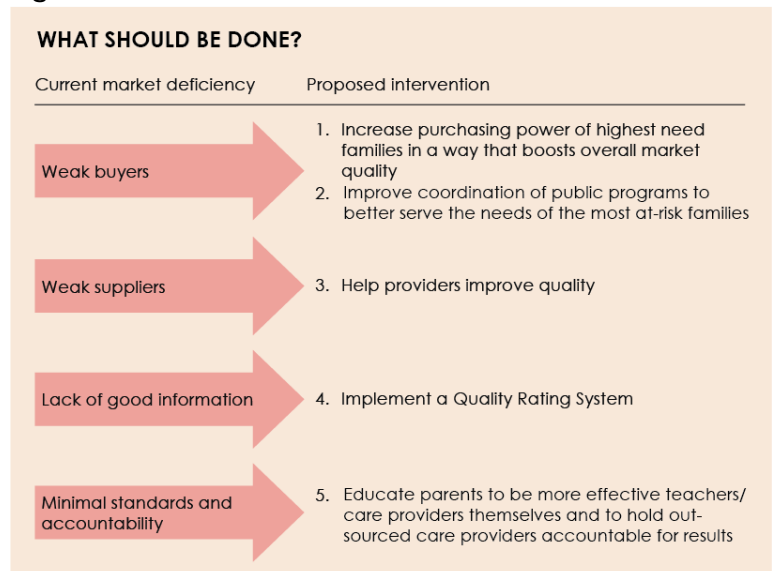 WHAT SHOULD BE DONE?
Current market deficiency
Proposed intervention
Weak buyers
1. Increase purchasing power of highest need
families in a way that boosts overall market
quality
2. Improve coordination of public programs to
better serve the needs of the most at-risk families
Weak suppliers
3. Help providers improve quality
Lack of good information
4. Implement a Quality Rating System
Minimal standards and
accountability
5. Educate parents to be more effective teachers/
care providers themselves and to hold out-
sourced care providers accountable for results